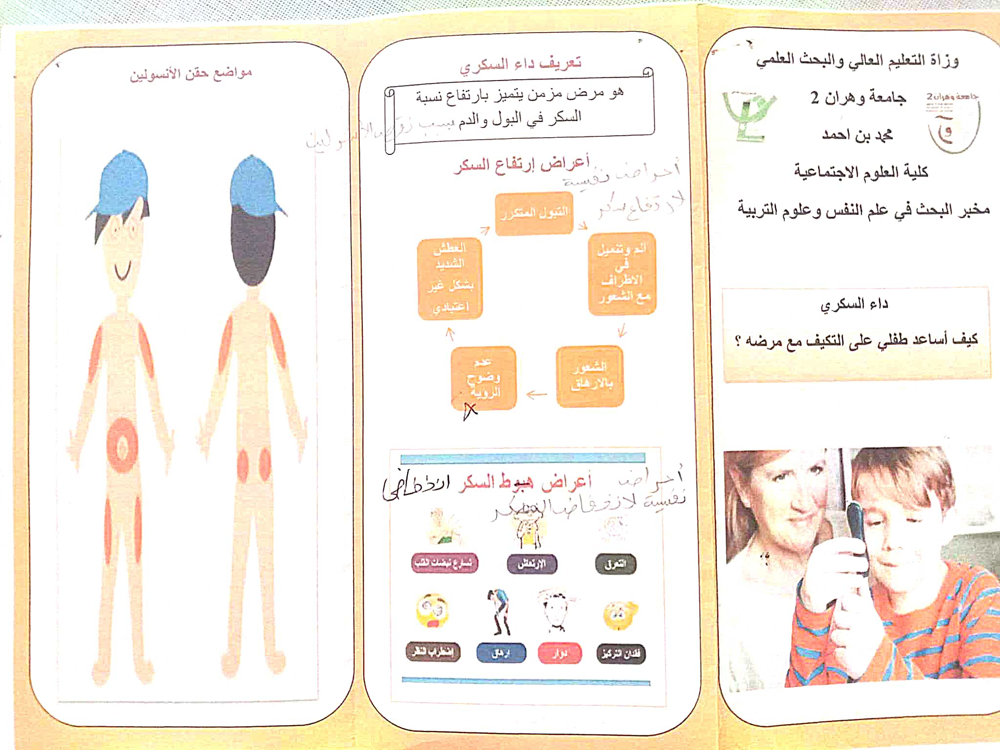 وزاة التعليم العالي والبحث العلمي
جامعة وهران 2
جامعة وهران 2
محمد بن احمد
كلية العلوم الاجتماعية
مخبر البحث في علم النفس وعلوم التربية
داء السكري
كيف أساعد طفلي على التكيف مع مرضه ؟
تعريف داء السكري
هو مرض مزمن يتميز بارتفاع نسبة
السكر في البول والدم بسبب نقص الأنسولين
أعراض إرتفاع السكر
أعراض نفسية
لارتفاع سكر
التبول المتكرر
الم وتنميل
في
الاطراف
مع الشعور
الشعور
بالارهاق
عدم
وضوح
الروية
العطش
الشديد
بشكل غير
اعتيادي
أعراض هبوط السكر
أعراض
نفسية لانخفاض السكر
التعرق
الإرتعاش
تسارع نبضات القلب
فقدان التركيز
دوار
ارهاق
إضطراب النظر
مواضع حقن الأنسولين